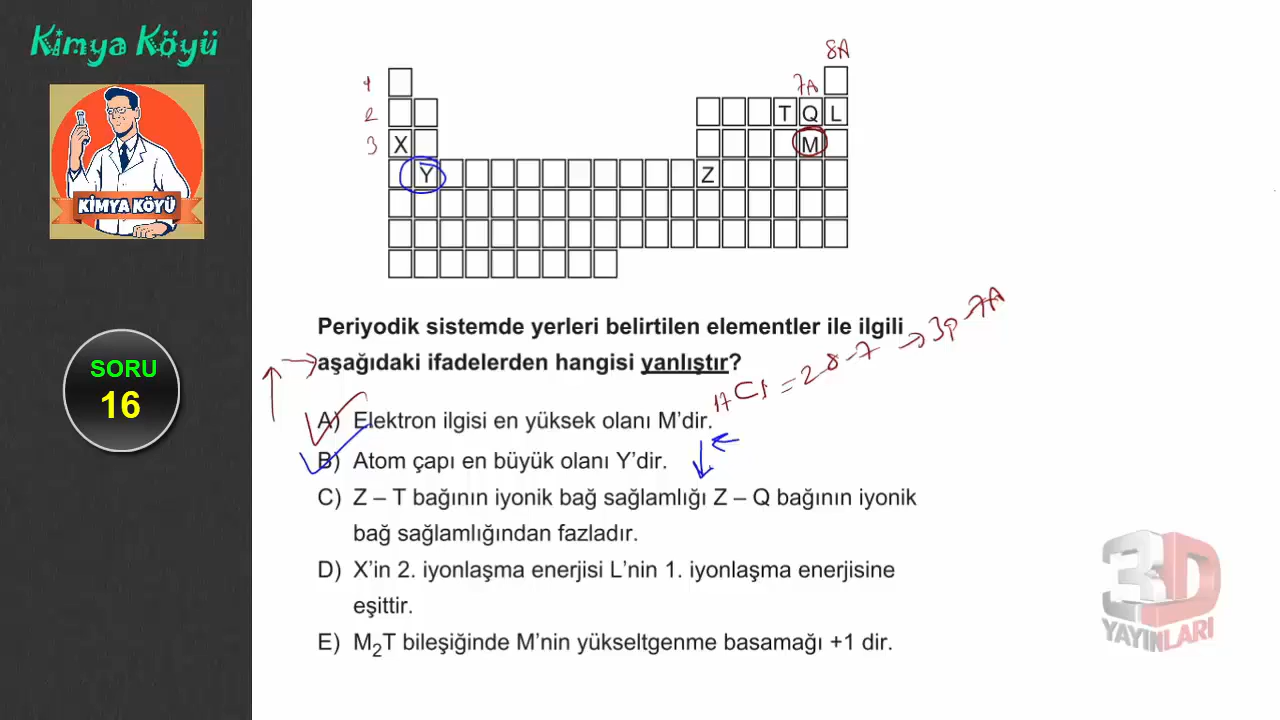 Kimya Köyü
8A
7A
1
2
T Q L
3
X
M
Y
Z
KİMYA KÖYÜ
Periyodik sistemde yerleri belirtilen elementler ile ilgili
aşağıdaki ifadelerden hangisi yanlıştır?
17Cl = 2 8 7 → 3p 7A
SORU
16
A) Elektron ilgisi en yüksek olanı M’dir.
B) Atom çapı en büyük olanı Y’dir.
C) Z – T bağının iyonik bağ sağlamlığı Z – Q bağının iyonik
bağ sağlamlığından fazladır.
D) X’in 2. iyonlaşma enerjisi L’nin 1. iyonlaşma enerjisine
eşittir.
E) M2T bileşiğinde M’nin yükseltgenme basamağı +1 dir.
3D
YAYINLARI